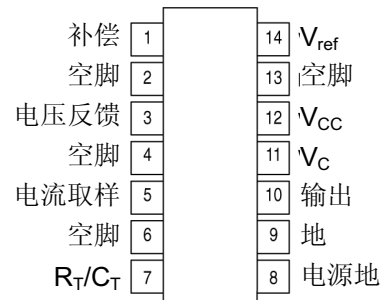 补偿 1 14 Vref
空脚 2 13 空脚
电压反馈 3 12 VCC
空脚 4 11 VC
电流取样 5 10 输出
空脚 6 9 地
RT/CT 7 8 电源地